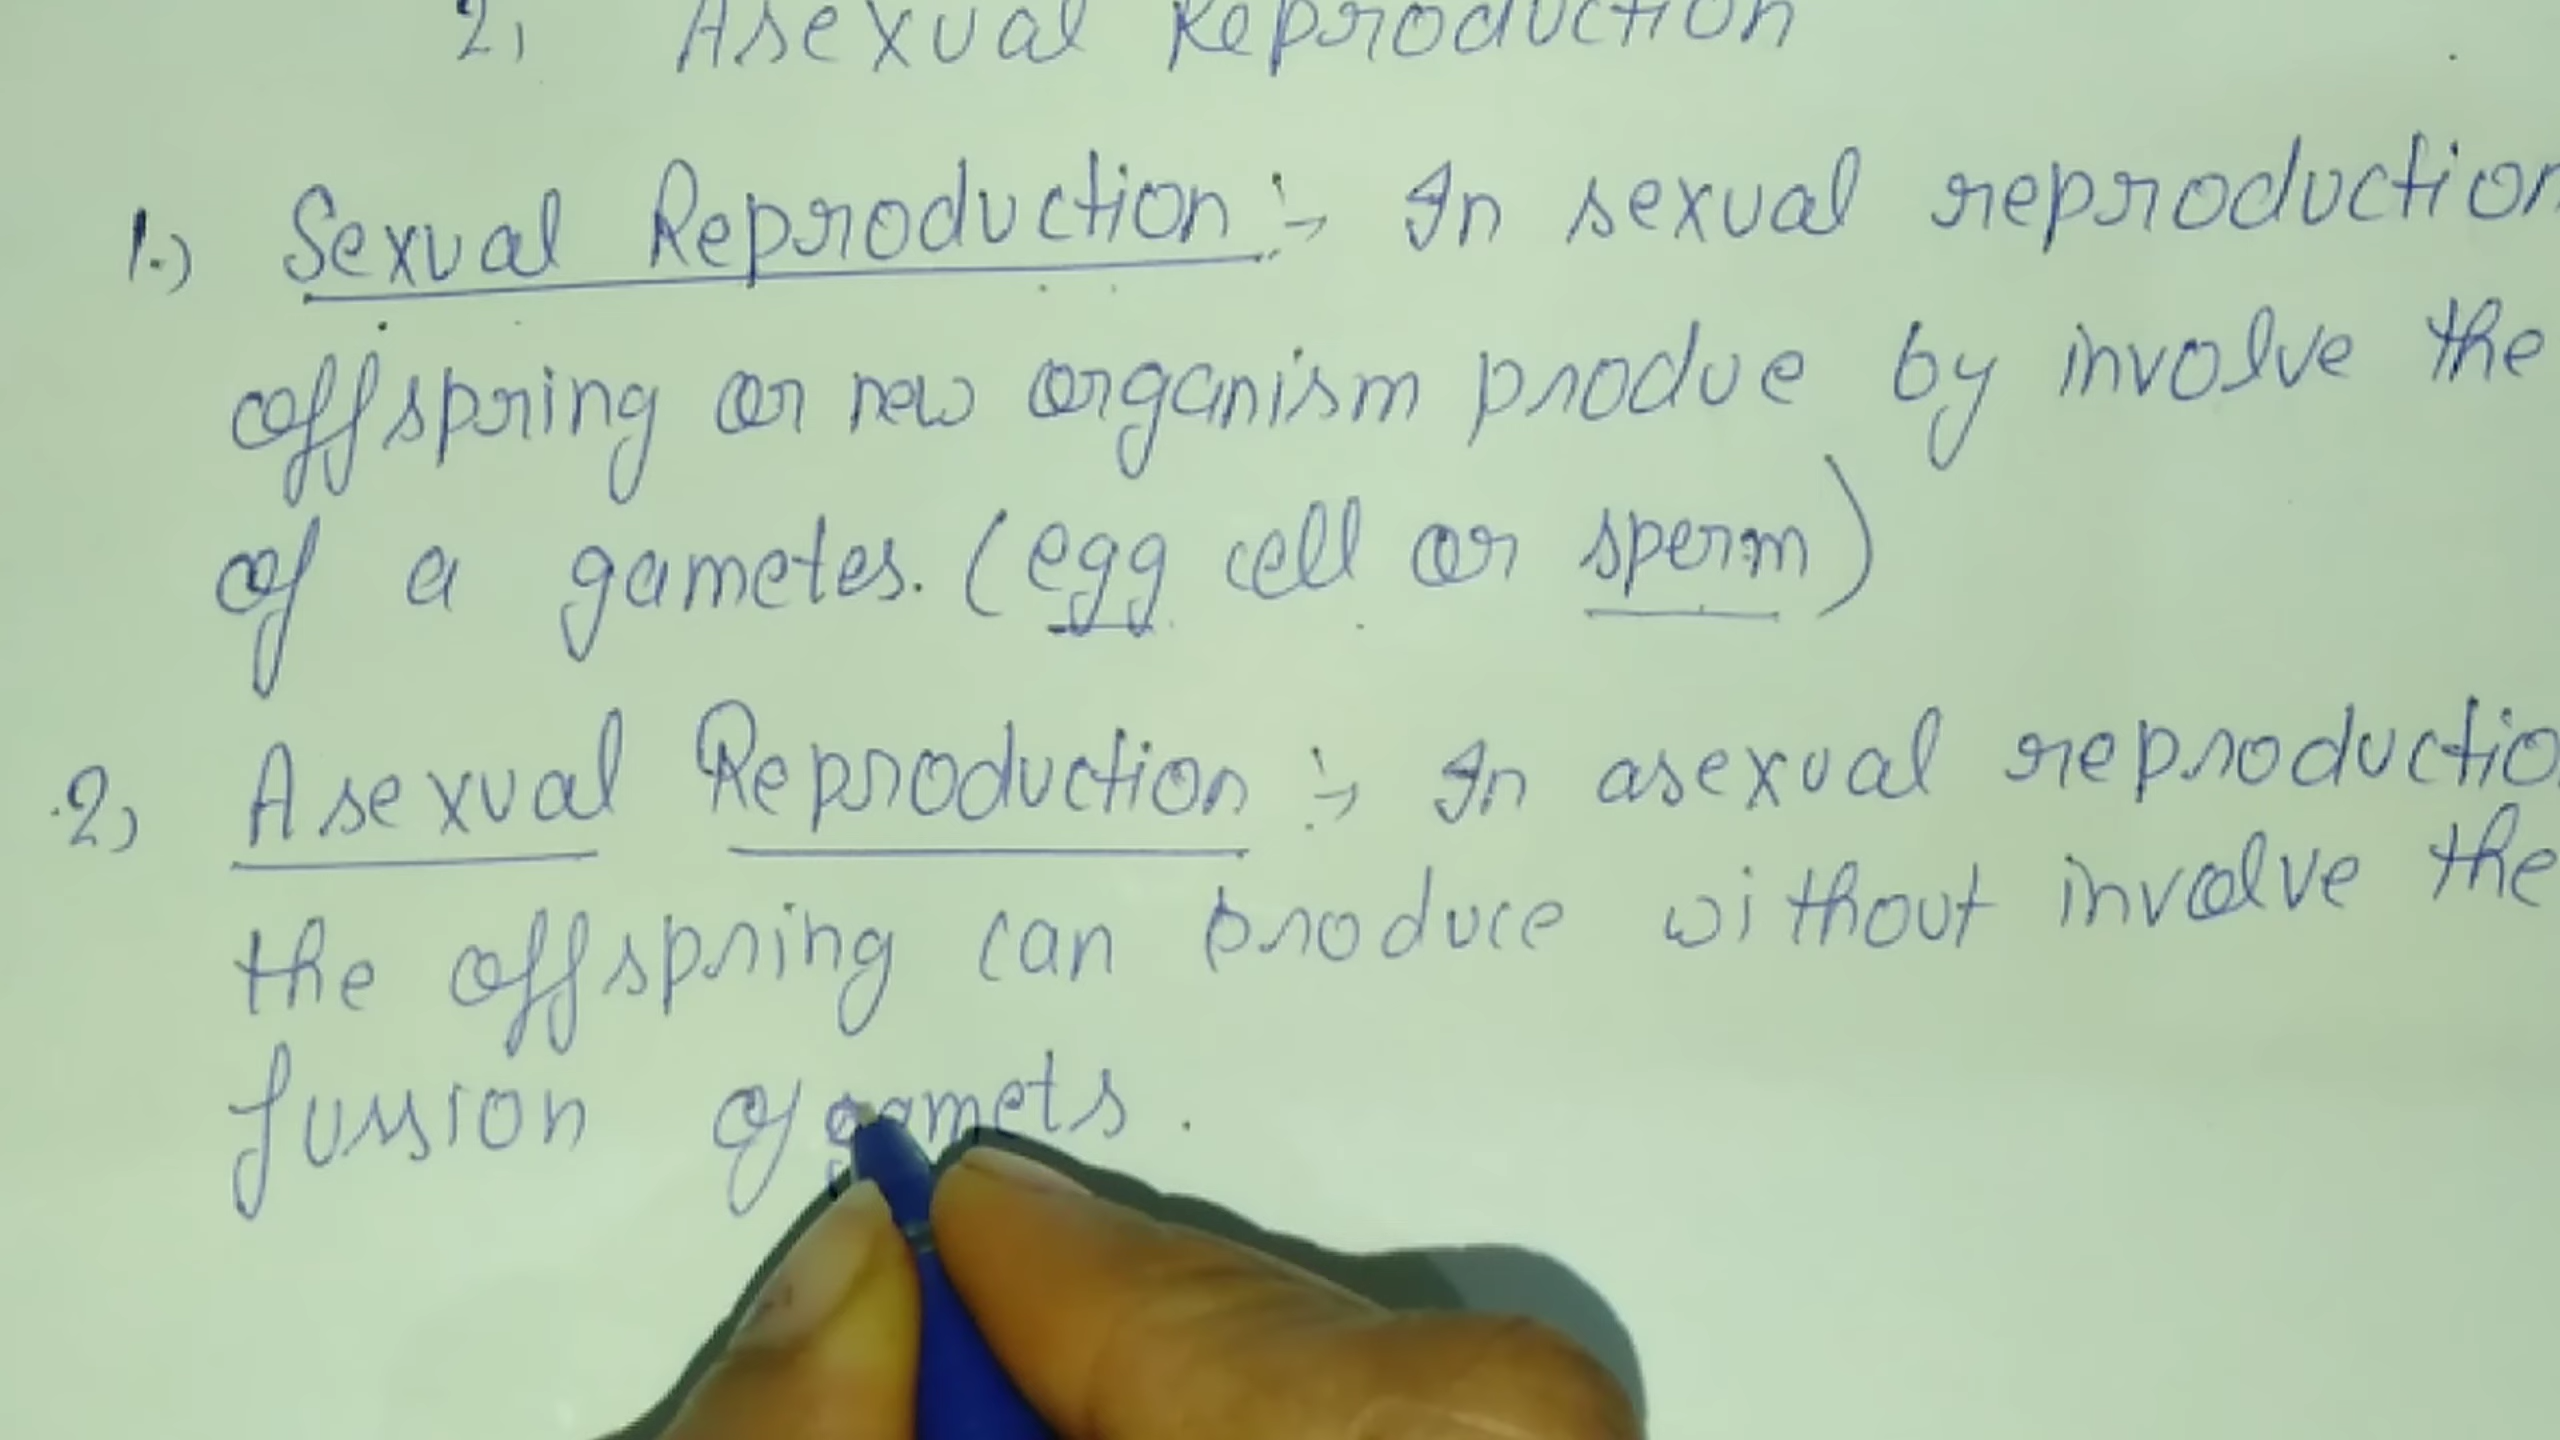 2, Asexual Reproduction
1.) Sexual Reproduction :- In sexual reproduction
offspring or new organism produe by involve the
of a gametes. (egg cell or sperm)
2, Asexual Reproduction :- In asexual reproductio
the offspring can produce without involve the
fussion of gamets.